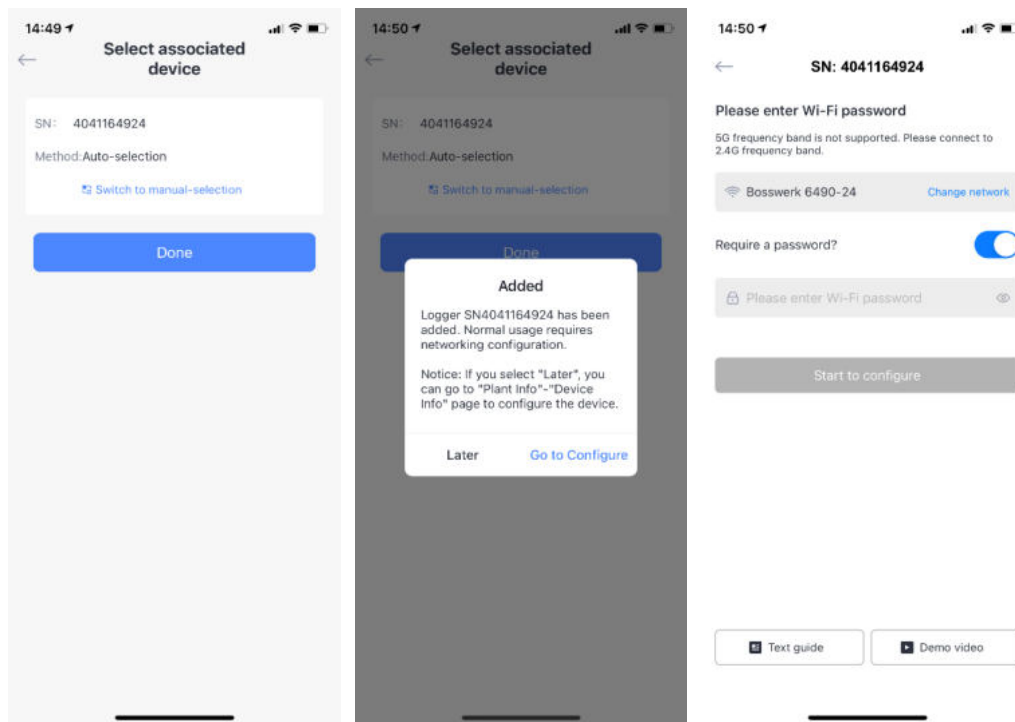 14:49
Select associated
device
SN: 4041164924
Method:Auto-selection
Switch to manual-selection
Done
14:50
Select associated
device
SN: 4041164924
Method:Auto-selection
Switch to manual-selection
Done
Added
Logger SN4041164924 has been
added. Normal usage requires
networking configuration.
Notice: If you select "Later", you
can go to "Plant Info"-"Device
Info" page to configure the device.
Later
Go to Configure
14:50
SN: 4041164924
Please enter Wi-Fi password
5G frequency band is not supported. Please connect to
2.4G frequency band.
Bosswerk 6490-24
Change network
Require a password?
Please enter Wi-Fi password
Start to configure
Text guide
Demo video